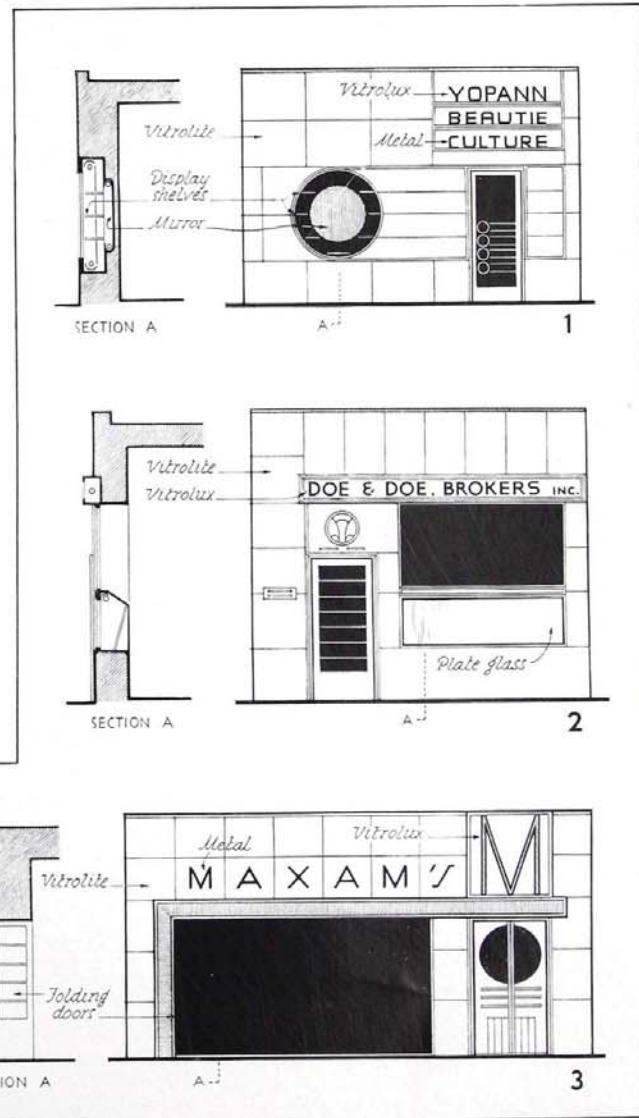 Vitrolux
YOPANN
BEAUTIE
Metal
CULTURE
Vitrolite
Display
shelves
Mirror
SECTION A
A
1
Vitrolite
Vitrolux
DOE & DOE. BROKERS INC.
Plate glass
SECTION A
A
2
Metal
Vitrolux
M
Vitrolite
MAXAM'S
Folding
doors
ION A
A
3